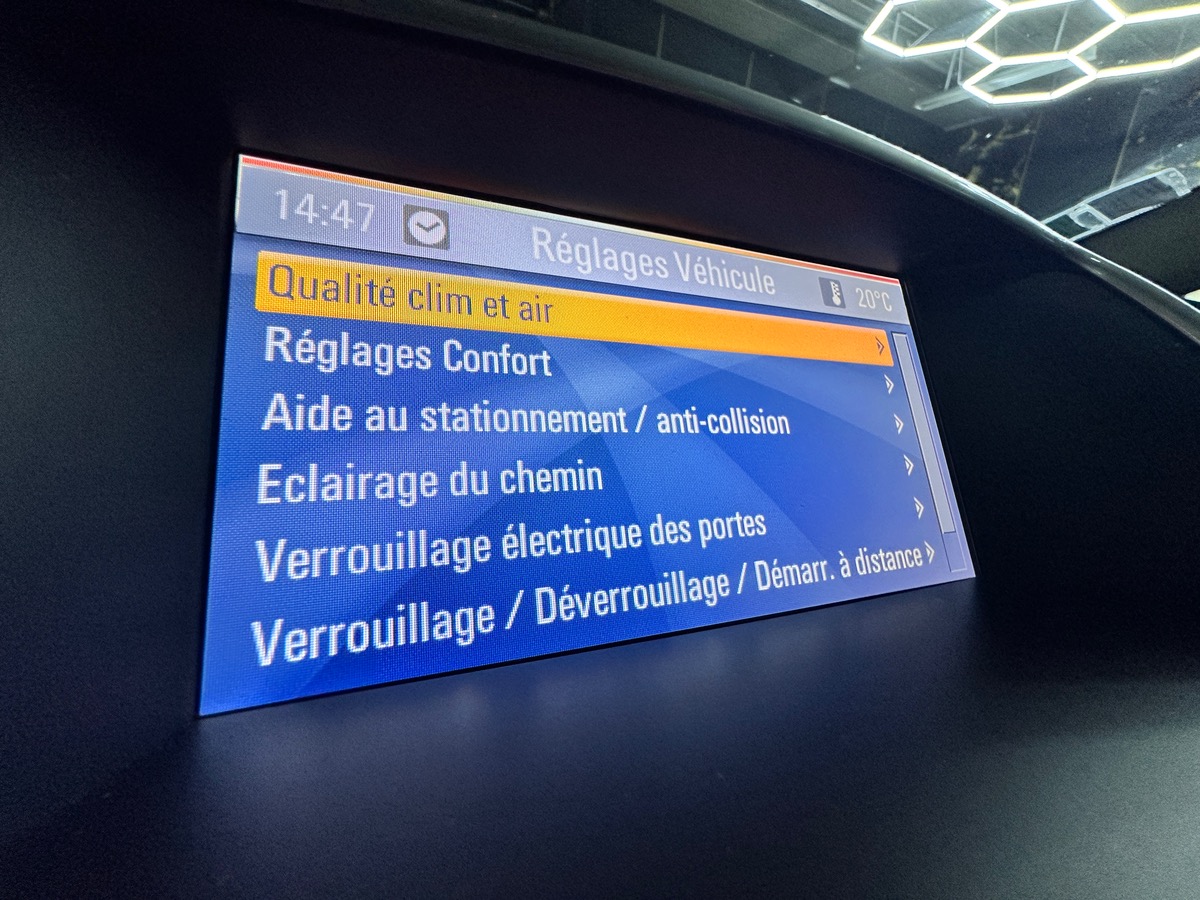 14:47 Réglages Véhicule 20°C
Qualité clim et air
Réglages Confort
Aide au stationnement / anti-collision
Eclairage du chemin
Verrouillage électrique des portes
Verrouillage / Déverrouillage / Démarr. à distance